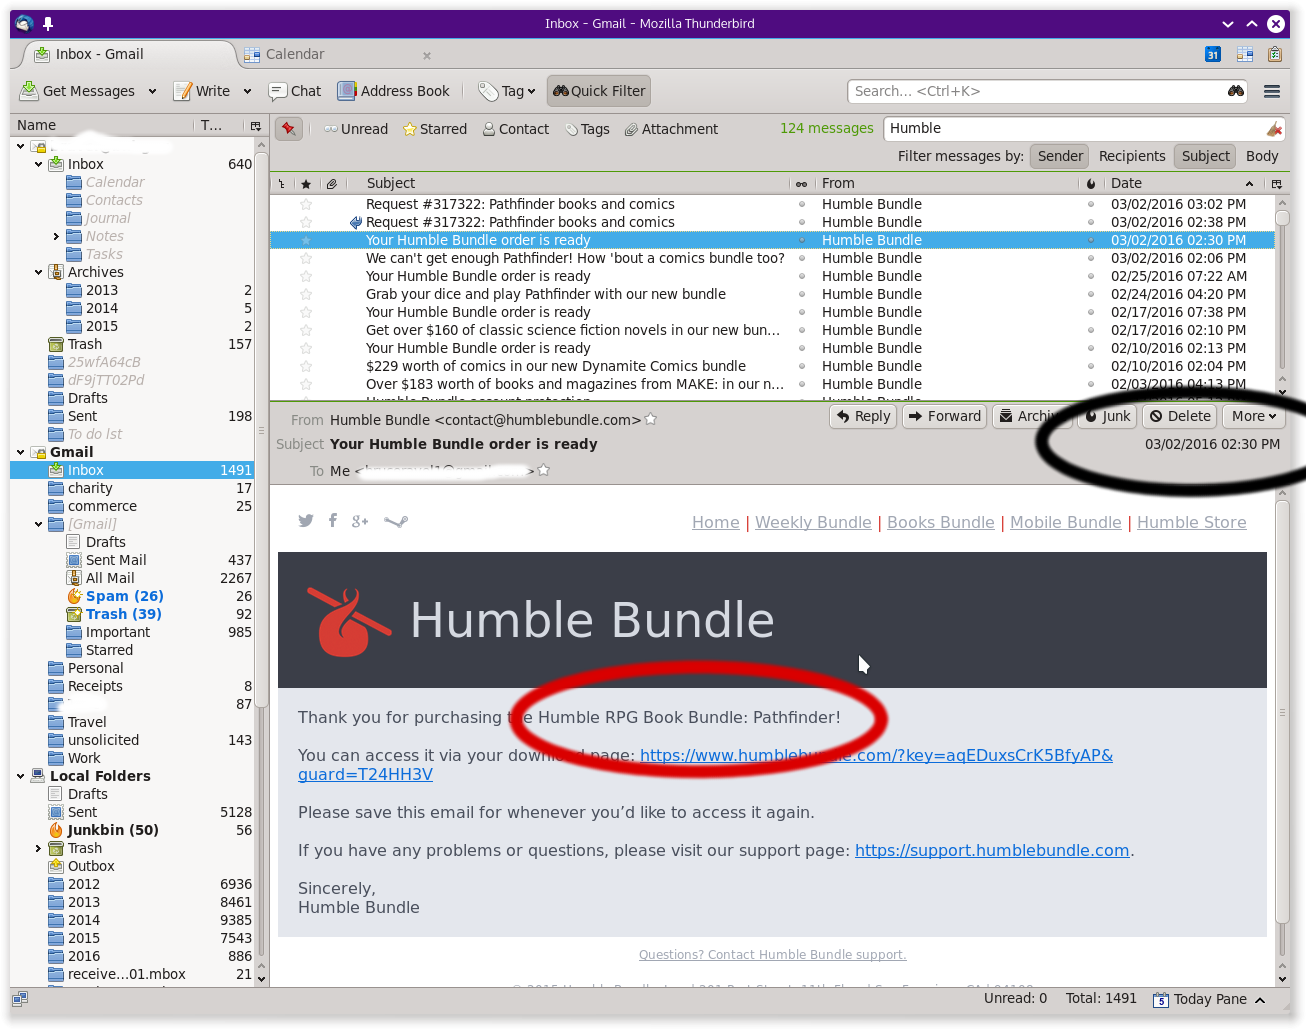 Inbox - Gmail - Mozilla Thunderbird
Inbox - Gmail
Calendar
31
Get Messages
Write
Chat
Address Book
Tag
Quick Filter
Search... <Ctrl+K>
Name
T...
Inbox 640
Calendar
Contacts
Journal
Notes
Tasks
Archives
2013 2
2014 5
2015 2
Trash 157
25wfA64cB
dF9jTT02Pd
Drafts
Sent 198
To do lst
Gmail
Inbox 1491
charity 17
commerce 25
[Gmail]
Drafts
Sent Mail 437
All Mail 2267
Spam (26) 26
Trash (39) 92
Important 985
Starred
Personal
Receipts 8
87
Travel
unsolicited 143
Work
Local Folders
Drafts
Sent 5128
Junkbin (50) 56
Trash
Outbox
2012 6936
2013 8461
2014 9385
2015 7543
2016 886
receive...01.mbox 21
Unread
Starred
Contact
Tags
Attachment
124 messages
Humble
Filter messages by: Sender Recipients Subject Body
Subject From Date
Request #317322: Pathfinder books and comics Humble Bundle 03/02/2016 03:02 PM
Request #317322: Pathfinder books and comics Humble Bundle 03/02/2016 02:38 PM
Your Humble Bundle order is ready Humble Bundle 03/02/2016 02:30 PM
We can't get enough Pathfinder! How 'bout a comics bundle too? Humble Bundle 03/02/2016 02:06 PM
Your Humble Bundle order is ready Humble Bundle 02/25/2016 07:22 AM
Grab your dice and play Pathfinder with our new bundle Humble Bundle 02/24/2016 04:20 PM
Your Humble Bundle order is ready Humble Bundle 02/17/2016 07:38 PM
Get over $160 of classic science fiction novels in our new bun... Humble Bundle 02/17/2016 02:10 PM
Your Humble Bundle order is ready Humble Bundle 02/10/2016 02:13 PM
$229 worth of comics in our new Dynamite Comics bundle Humble Bundle 02/10/2016 02:04 PM
Over $183 worth of books and magazines from MAKE: in our n... Humble Bundle 02/03/2016 04:13 PM
From Humble Bundle <contact@humblebundle.com>
Reply
Forward
Archiv
Junk
Delete
More
Subject Your Humble Bundle order is ready
03/02/2016 02:30 PM
To Me <
>
Home | Weekly Bundle | Books Bundle | Mobile Bundle | Humble Store
Humble Bundle
Thank you for purchasing the Humble RPG Book Bundle: Pathfinder!
You can access it via your download page: https://www.humblebundle.com/?key=aqEDuxsCrK5BfyAP&
guard=T24HH3V
Please save this email for whenever you’d like to access it again.
If you have any problems or questions, please visit our support page: https://support.humblebundle.com.
Sincerely,
Humble Bundle
Questions? Contact Humble Bundle support.
Unread: 0
Total: 1491
5
Today Pane